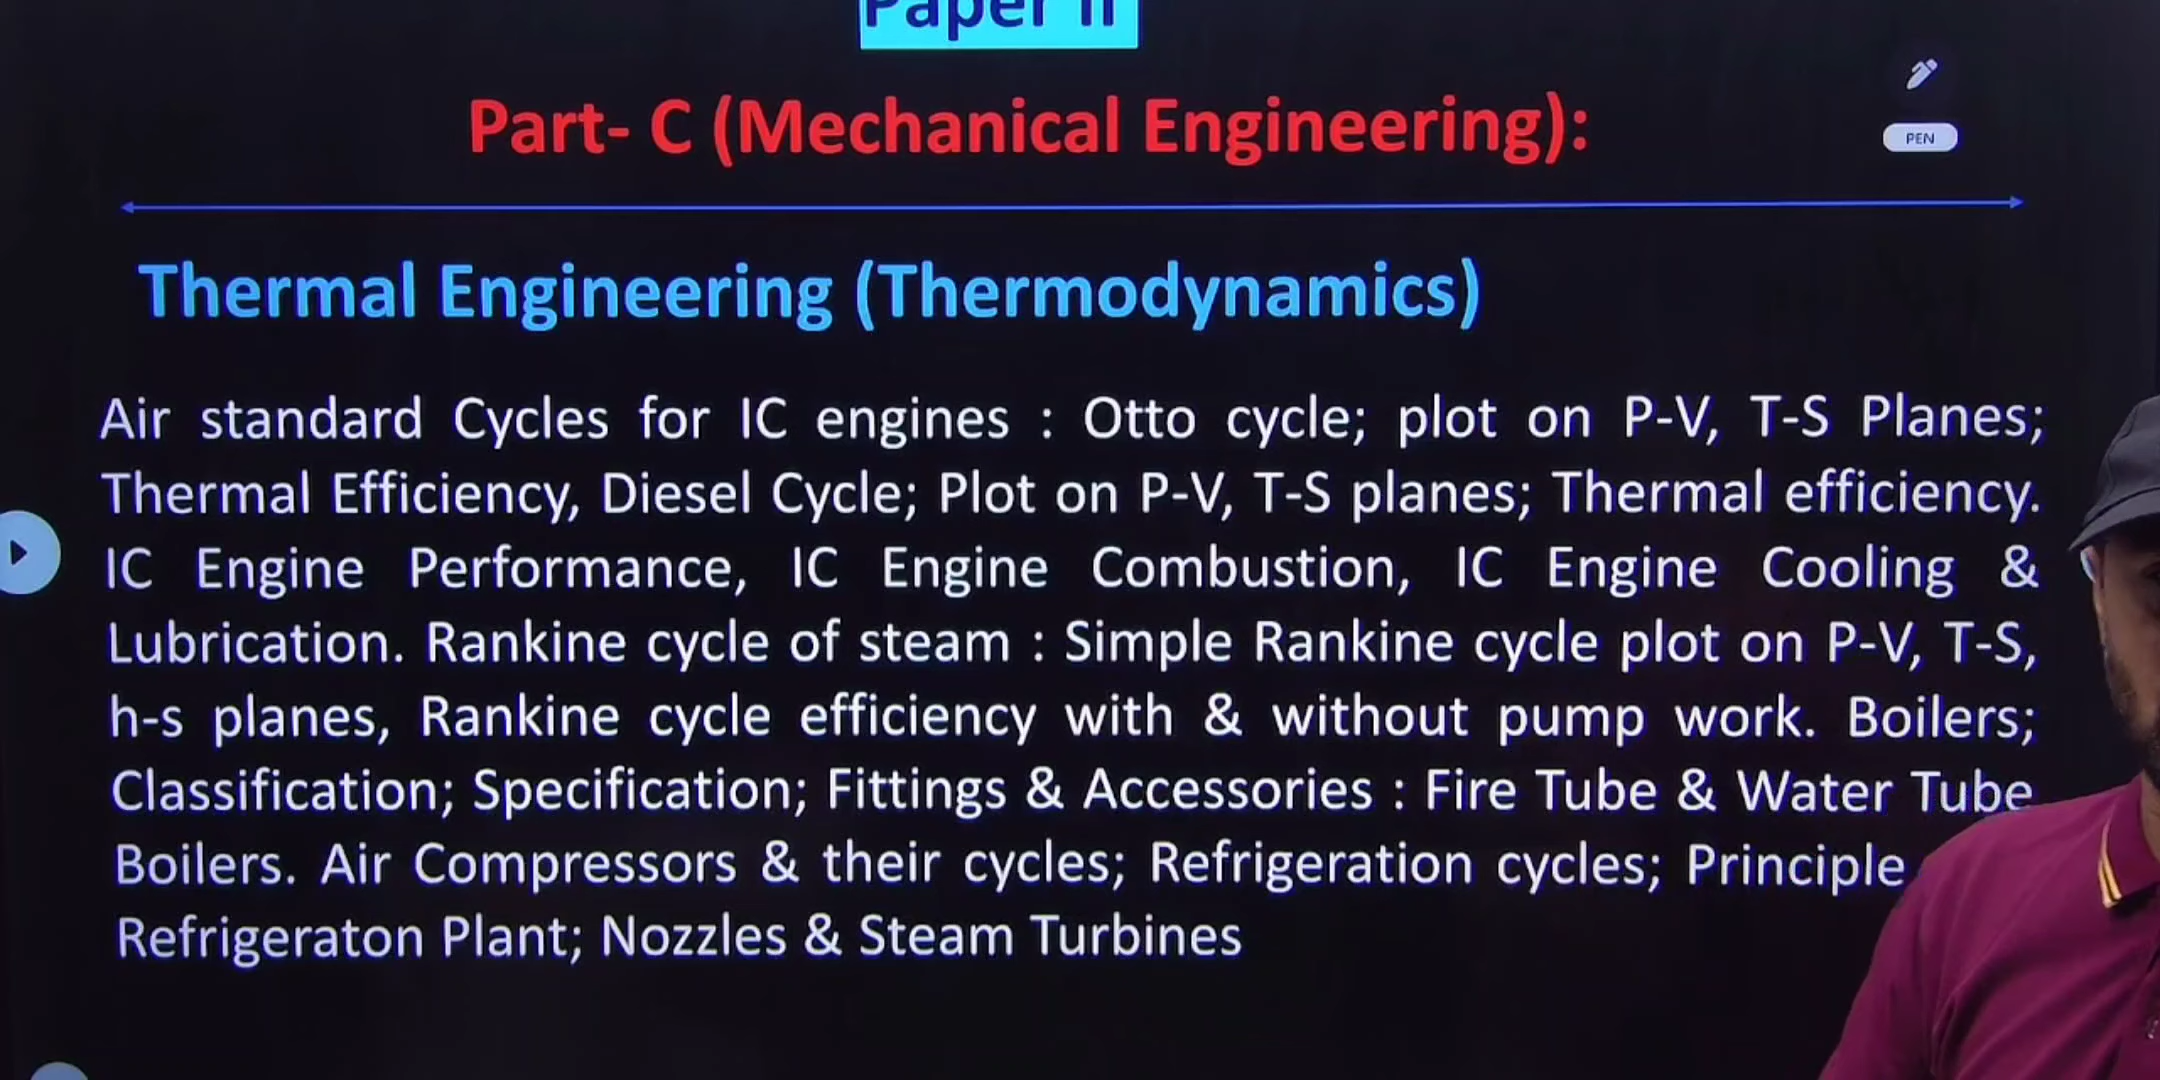 Paper II
Part- C (Mechanical Engineering):
PEN
Thermal Engineering (Thermodynamics)
Air standard Cycles for IC engines : Otto cycle; plot on P-V, T-S Planes;
Thermal Efficiency, Diesel Cycle; Plot on P-V, T-S planes; Thermal efficiency.
IC Engine Performance, IC Engine Combustion, IC Engine Cooling &
Lubrication. Rankine cycle of steam : Simple Rankine cycle plot on P-V, T-S,
h-s planes, Rankine cycle efficiency with & without pump work. Boilers;
Classification; Specification; Fittings & Accessories : Fire Tube & Water Tube
Boilers. Air Compressors & their cycles; Refrigeration cycles; Principle
Refrigeraton Plant; Nozzles & Steam Turbines